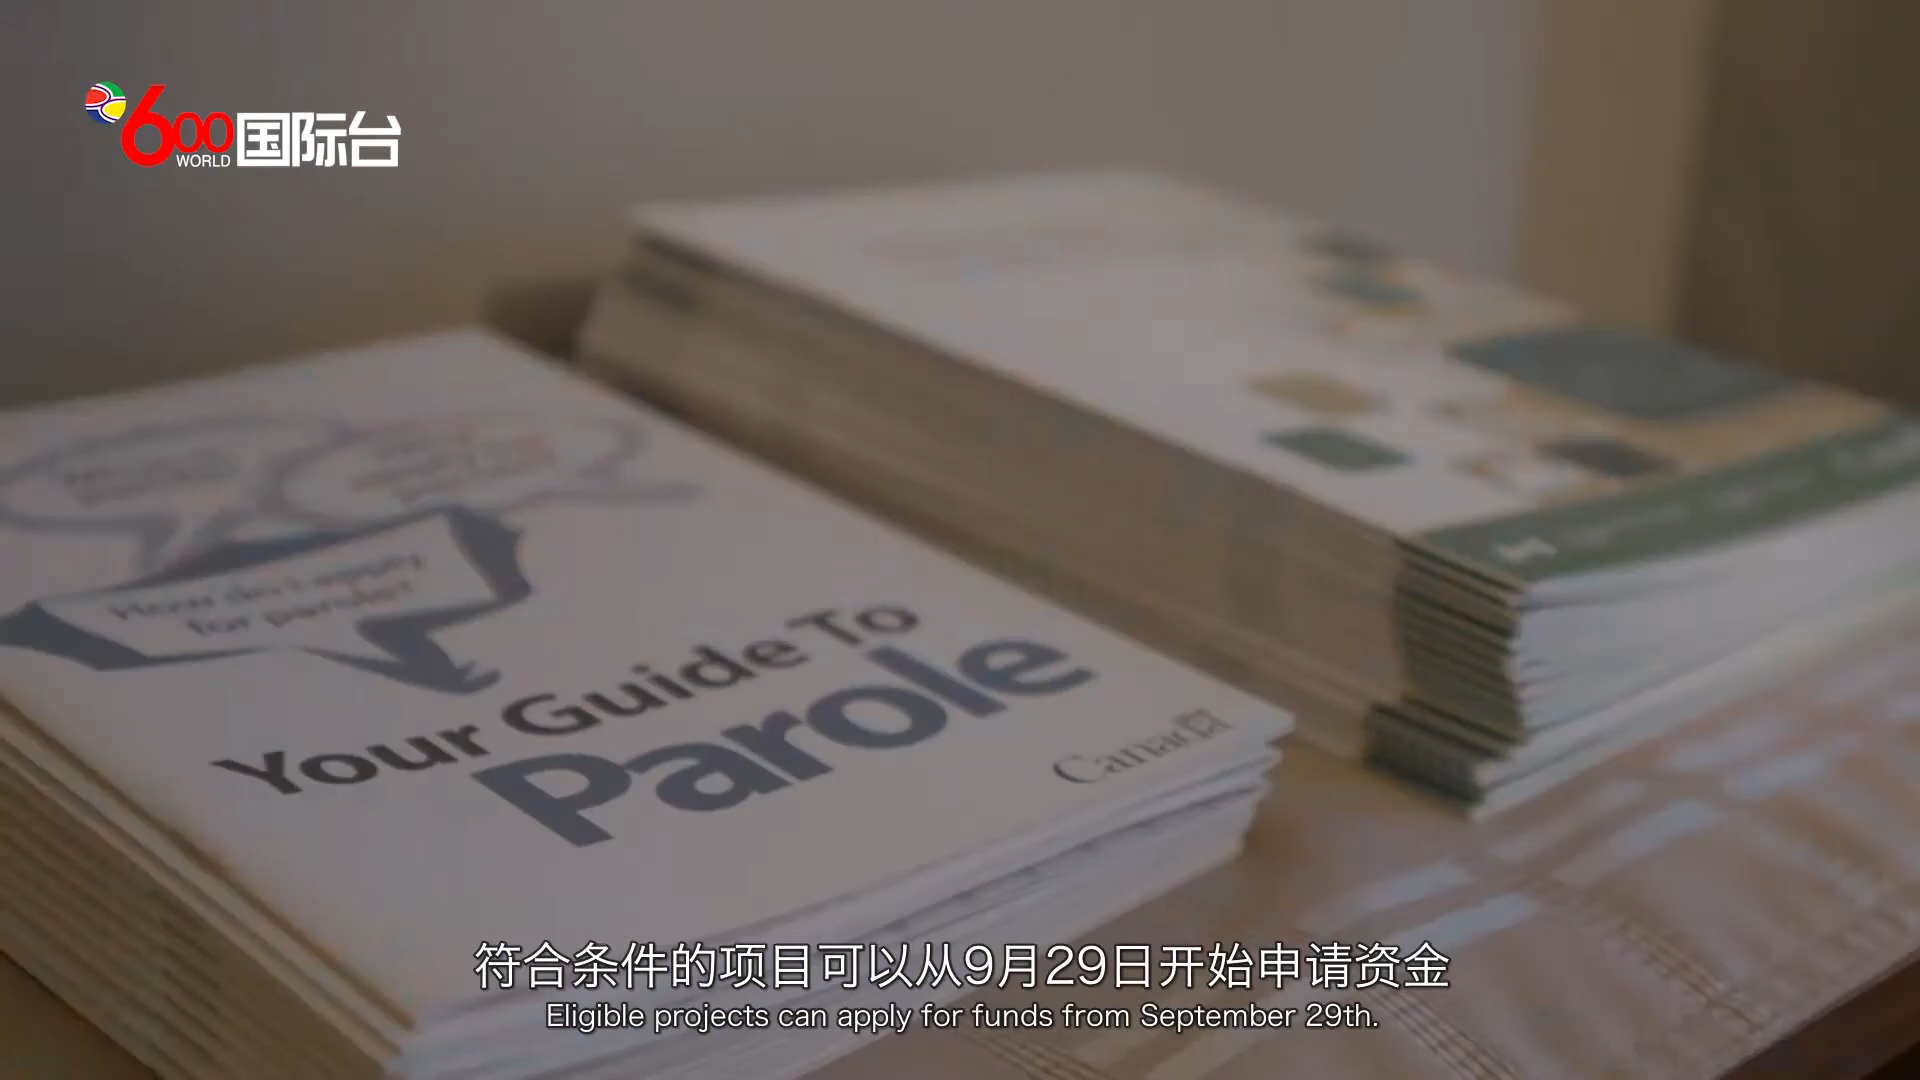 600
WORLD
国际台
How do I apply
for parole?
Your Guide To
Parole
Canada
符合条件的项目可以从9月29日开始申请资金
Eligible projects can apply for funds from September 29th.